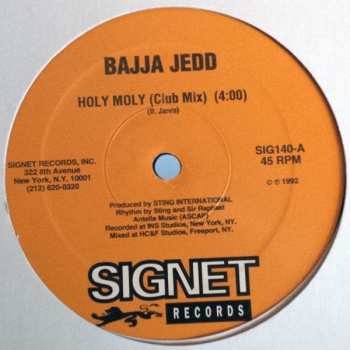 BAJJA JEDD
HOLY MOLY (Club Mix) (4:00)
(B. Jarvis)
SIGNET RECORDS, INC.
322 8th Avenue
New York, N.Y. 10001
(212) 620-0320
SIG140-A
45 RPM
© ℗ 1992
Produced by STING INTERNATIONAL
Rhythm by Sting and Sir Raphael
Antella Music (ASCAP)
Recorded at INS Studios, New York, NY.
Mixed at HC&F Studios, Freeport, NY.
SIGNET
RECORDS